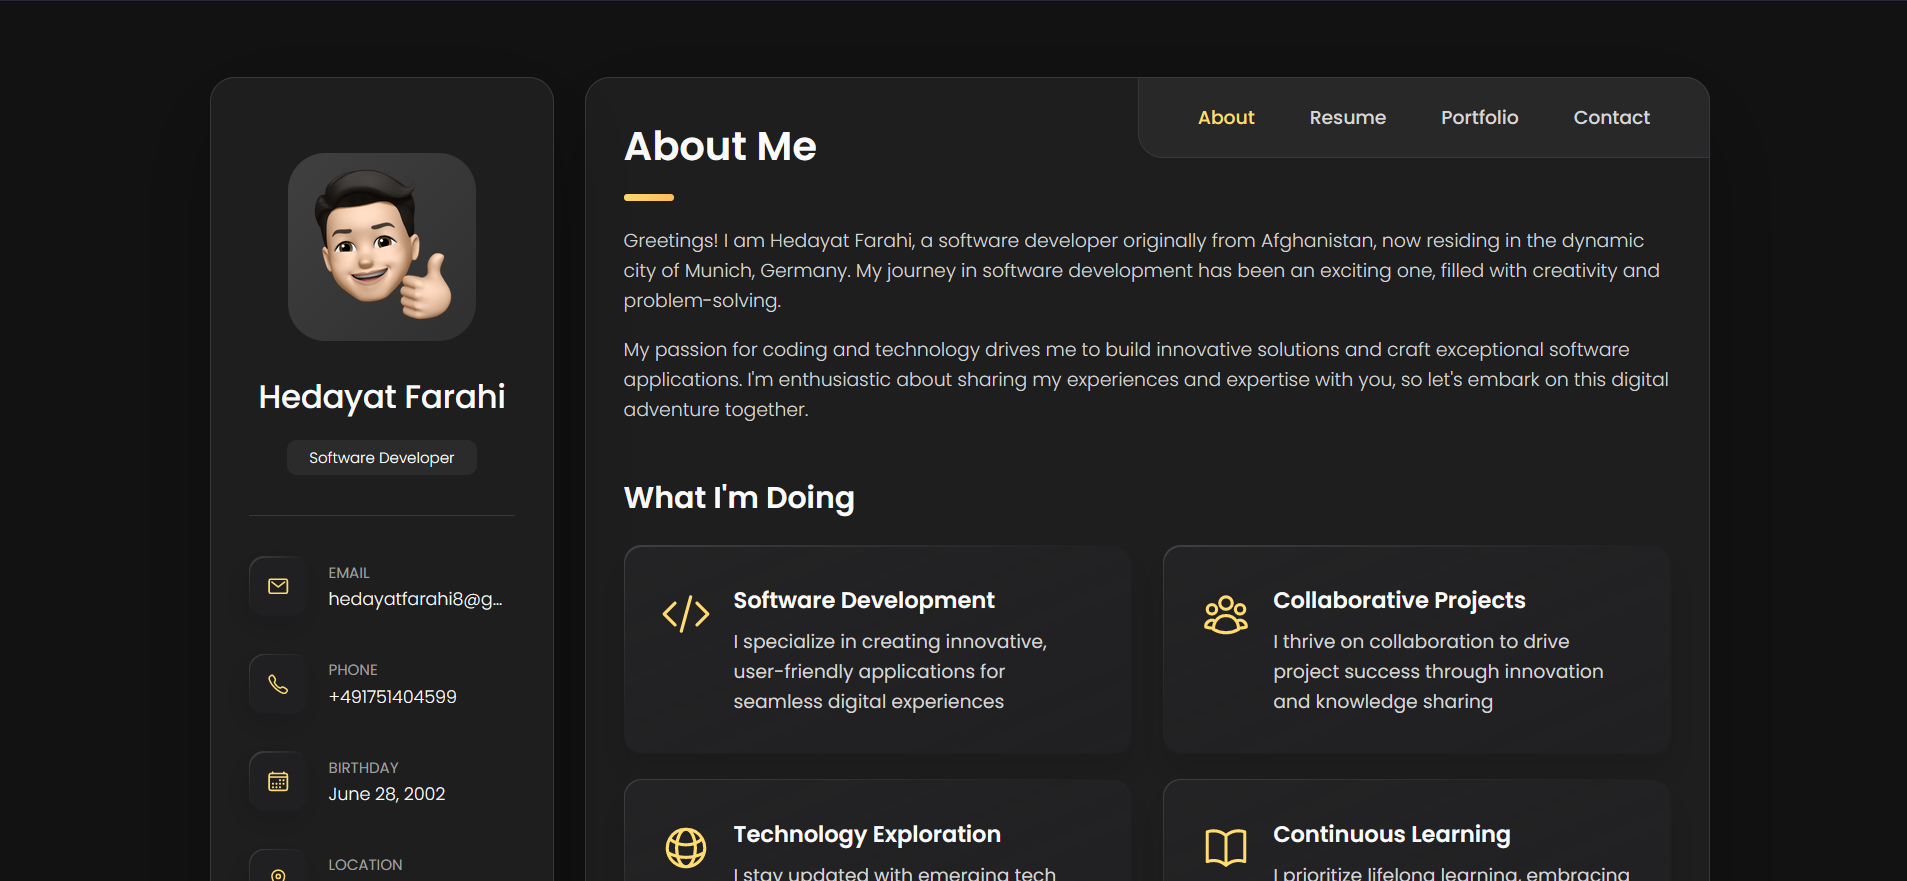 Hedayat Farahi
Software Developer
EMAIL
hedayatfarahi8@g...
PHONE
+491751404599
BIRTHDAY
June 28, 2002
LOCATION
About
Resume
Portfolio
Contact
About Me
Greetings! I am Hedayat Farahi, a software developer originally from Afghanistan, now residing in the dynamic
city of Munich, Germany. My journey in software development has been an exciting one, filled with creativity and
problem-solving.
My passion for coding and technology drives me to build innovative solutions and craft exceptional software
applications. I'm enthusiastic about sharing my experiences and expertise with you, so let's embark on this digital
adventure together.
What I'm Doing
Software Development
I specialize in creating innovative,
user-friendly applications for
seamless digital experiences
Collaborative Projects
I thrive on collaboration to drive
project success through innovation
and knowledge sharing
Technology Exploration
I stay updated with emerging tech
Continuous Learning
I prioritize lifelong learning, embracing